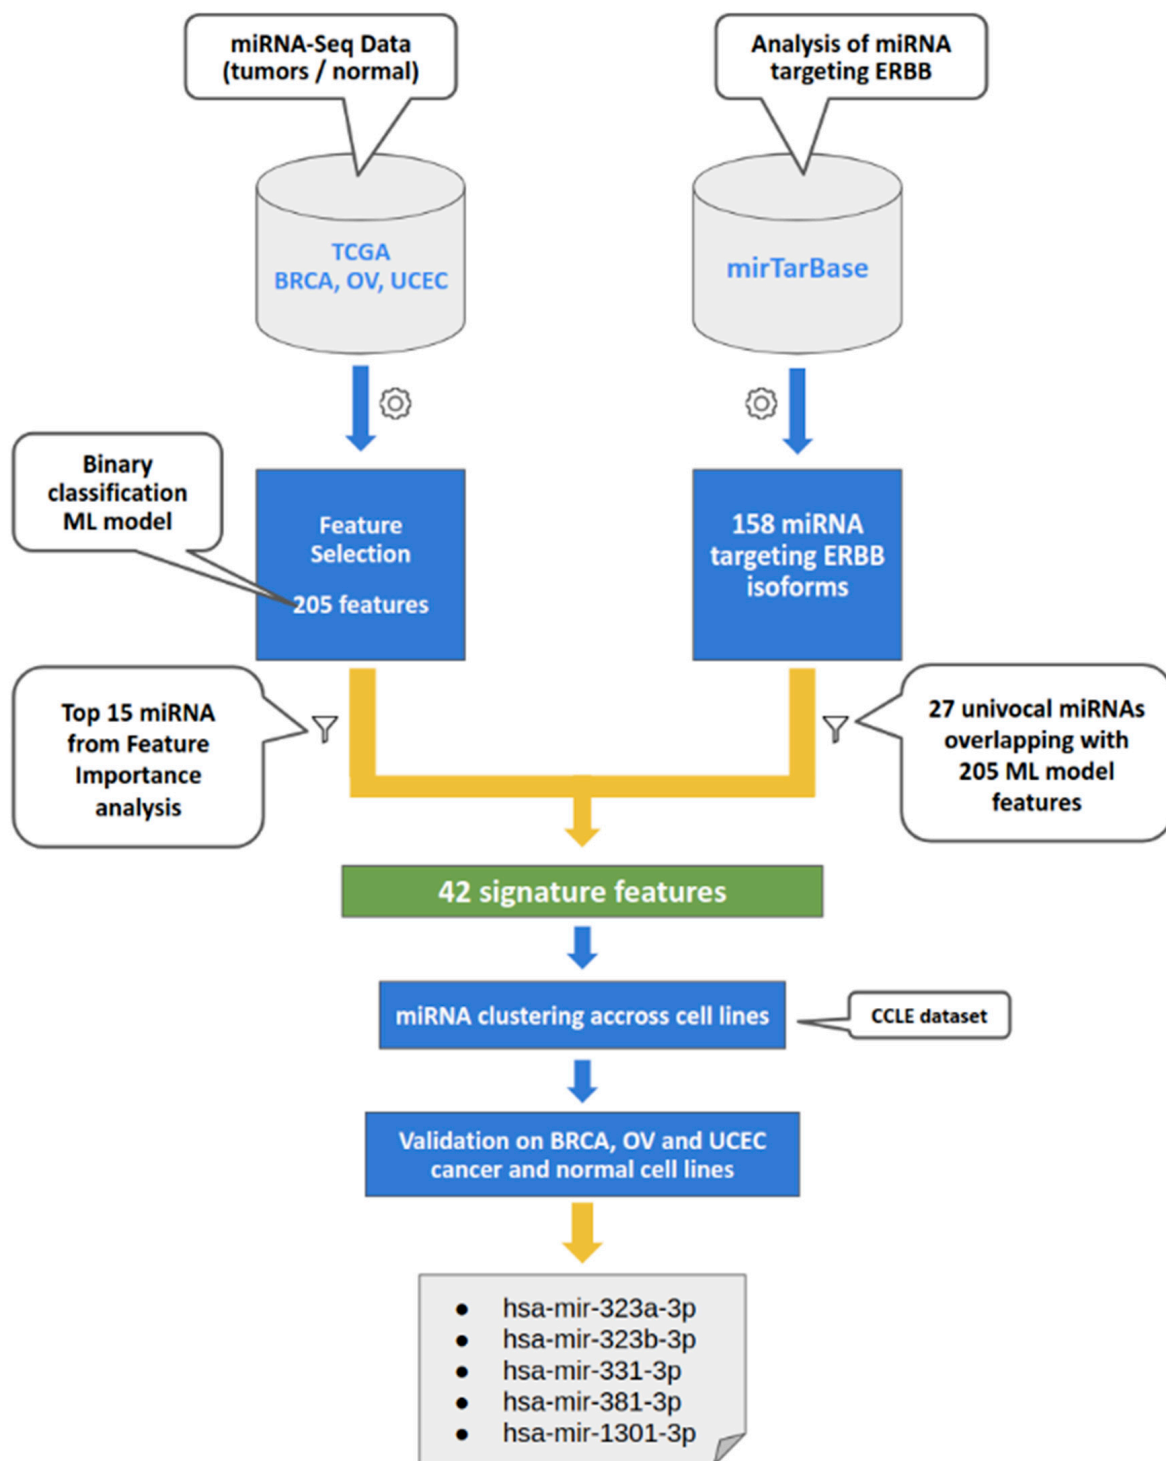 miRNA-Seq Data
(tumors / normal)
Analysis of miRNA
targeting ERBB
TCGA
BRCA, OV, UCEC
mirTarBase
Binary
classification
ML model
Feature
Selection
205 features
158 miRNA
targeting ERBB
isoforms
Top 15 miRNA
from Feature
Importance
analysis
27 univocal miRNAs
overlapping with
205 ML model
features
42 signature features
miRNA clustering accross cell lines
CCLE dataset
Validation on BRCA, OV and UCEC
cancer and normal cell lines
● hsa-mir-323a-3p
● hsa-mir-323b-3p
● hsa-mir-331-3p
● hsa-mir-381-3p
● hsa-mir-1301-3p